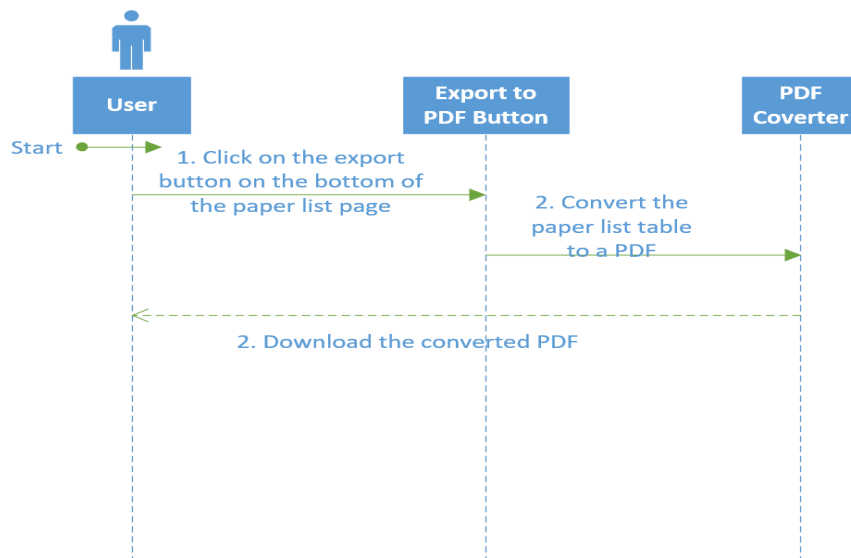 User
Export to
PDF Button
PDF
Coverter
Start
1. Click on the export
button on the bottom of
the paper list page
2. Convert the
paper list table
to a PDF
2. Download the converted PDF